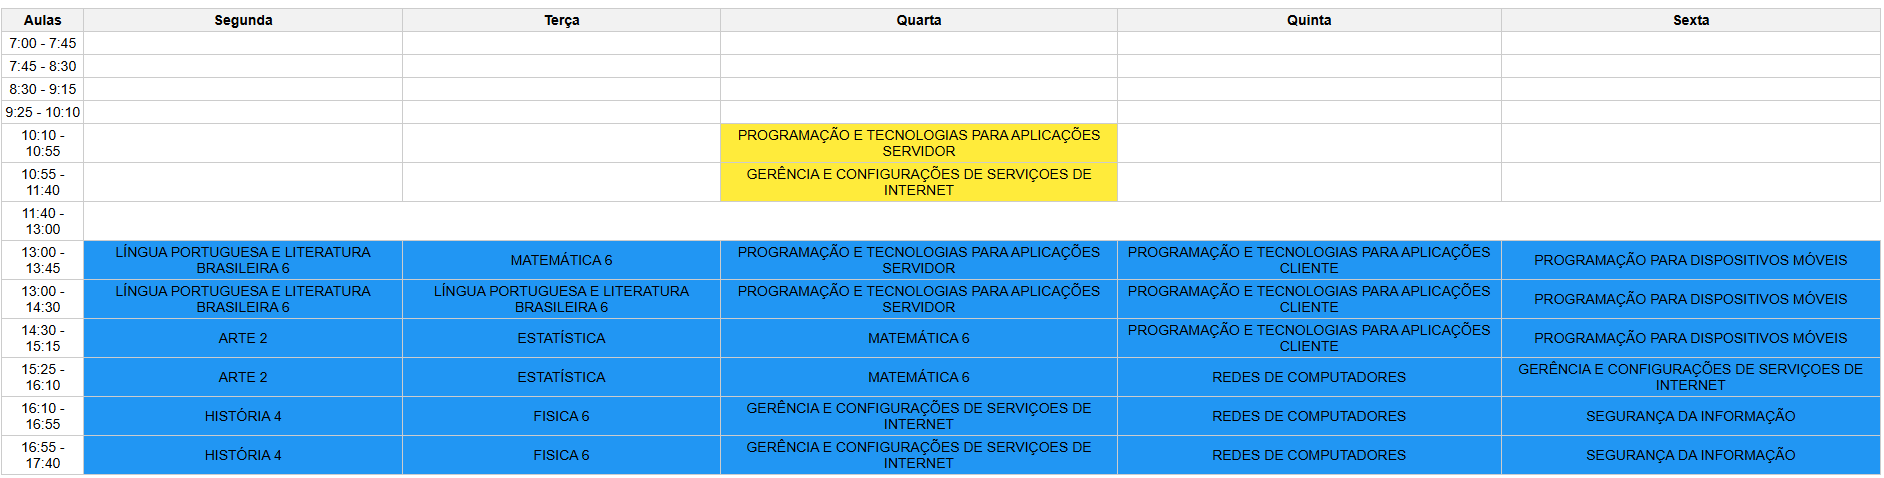 Aulas Segunda Terça Quarta Quinta Sexta
7:00 - 7:45
7:45 - 8:30
8:30 - 9:15
9:25 - 10:10
10:10 -
10:55
PROGRAMAÇÃO E TECNOLOGIAS PARA APLICAÇÕES
SERVIDOR
10:55 -
11:40
GERÊNCIA E CONFIGURAÇÕES DE SERVIÇOES DE
INTERNET
11:40 -
13:00
13:00 -
13:45
LÍNGUA PORTUGUESA E LITERATURA
BRASILEIRA 6
MATEMÁTICA 6
PROGRAMAÇÃO E TECNOLOGIAS PARA APLICAÇÕES
SERVIDOR
PROGRAMAÇÃO E TECNOLOGIAS PARA APLICAÇÕES
CLIENTE
PROGRAMAÇÃO PARA DISPOSITIVOS MÓVEIS
13:00 -
14:30
LÍNGUA PORTUGUESA E LITERATURA
BRASILEIRA 6
LÍNGUA PORTUGUESA E LITERATURA
BRASILEIRA 6
PROGRAMAÇÃO E TECNOLOGIAS PARA APLICAÇÕES
SERVIDOR
PROGRAMAÇÃO E TECNOLOGIAS PARA APLICAÇÕES
CLIENTE
PROGRAMAÇÃO PARA DISPOSITIVOS MÓVEIS
14:30 -
15:15
ARTE 2
ESTATÍSTICA
MATEMÁTICA 6
PROGRAMAÇÃO E TECNOLOGIAS PARA APLICAÇÕES
CLIENTE
PROGRAMAÇÃO PARA DISPOSITIVOS MÓVEIS
15:25 -
16:10
ARTE 2
ESTATÍSTICA
MATEMÁTICA 6
REDES DE COMPUTADORES
GERÊNCIA E CONFIGURAÇÕES DE SERVIÇOES DE
INTERNET
16:10 -
16:55
HISTÓRIA 4
FISICA 6
GERÊNCIA E CONFIGURAÇÕES DE SERVIÇOES DE
INTERNET
REDES DE COMPUTADORES
SEGURANÇA DA INFORMAÇÃO
16:55 -
17:40
HISTÓRIA 4
FISICA 6
GERÊNCIA E CONFIGURAÇÕES DE SERVIÇOES DE
INTERNET
REDES DE COMPUTADORES
SEGURANÇA DA INFORMAÇÃO